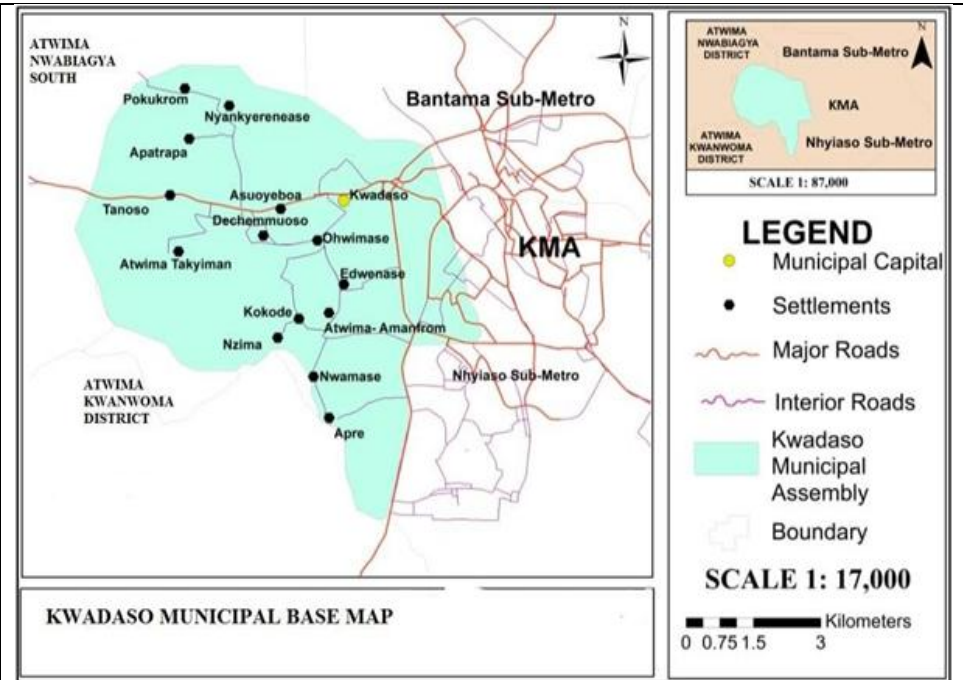 ATWIMA
NWABIAGYA
SOUTH
N
Pokukrom
Nyankyerenease
Bantama Sub-Metro
Apatrapa
Asuoyeboa
Kwadaso
Tanoso
Dechemmuoso
Ohwimase
KMA
Atwima Takyiman
Edwenase
Kokode
Atwima- Amanfrom
Nzima
ATWIMA
KWANWOMA
DISTRICT
Nwamase
Nhyiaso Sub-Metro
Apre
KWADASO MUNICIPAL BASE MAP
ATWIMA
NWABIAGYA
DISTRICT
N
Bantama Sub-Metro
KMA
ATWIMA
KWANWOMA
DISTRICT
Nhyiaso Sub-Metro
SCALE 1: 87,000
LEGEND
Municipal Capital
Settlements
Major Roads
Interior Roads
Kwadaso
Municipal
Assembly
Boundary
SCALE 1: 17,000
Kilometers
0 0.75 1.5 3